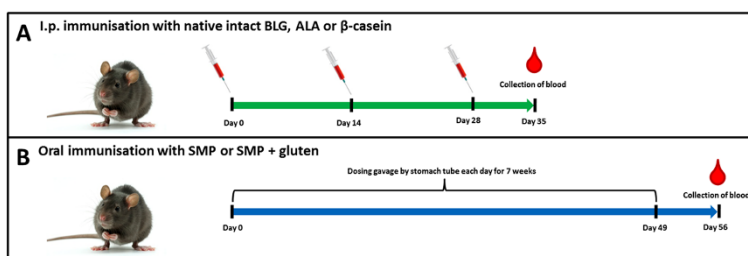 A I.p. immunisation with native intact BLG, ALA or β-casein
Collection of blood
Day 0 Day 14 Day 28 Day 35
B Oral immunisation with SMP or SMP + gluten
Dosing gavage by stomach tube each day for 7 weeks
Collection of blood
Day 0 Day 49 Day 56